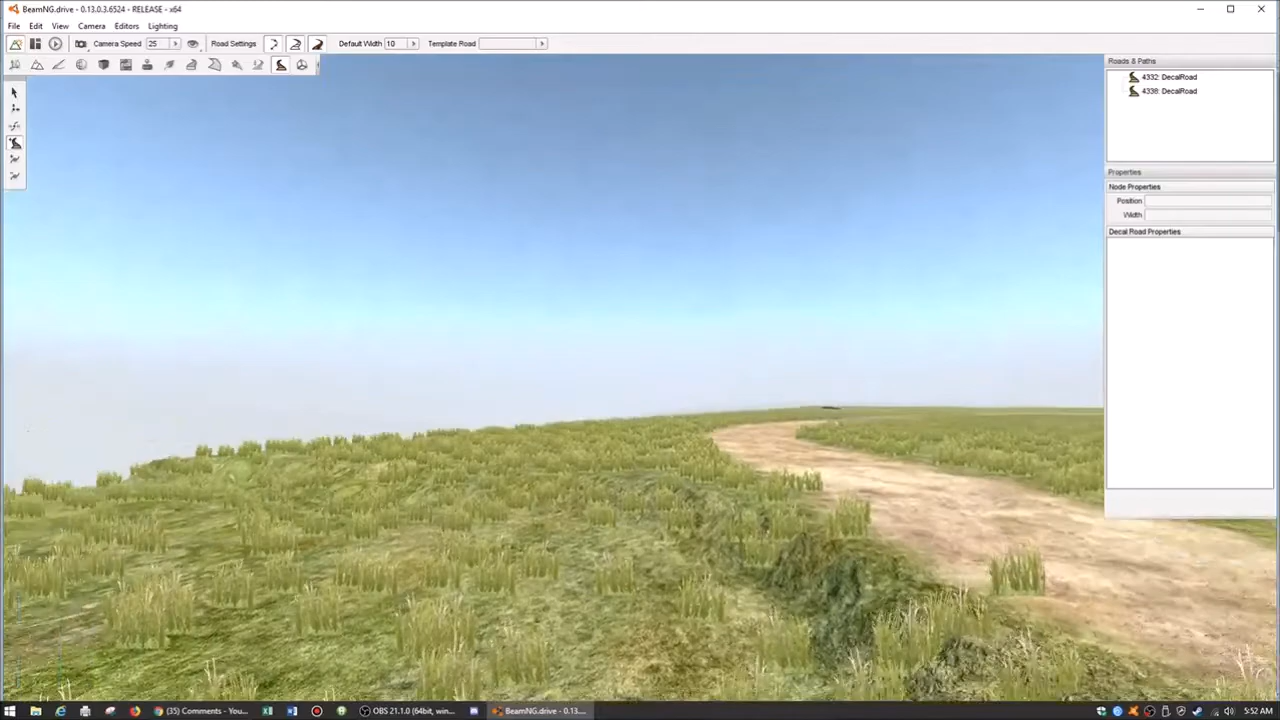 BeamNG.drive - 0.13.0.3.6524 - RELEASE - x64
File Edit View Camera Editors Lighting
Camera Speed 25 Road Settings Default Width 10 Template Road
Roads & Paths
4332: DecalRoad
4338: DecalRoad
Properties
Node Properties
Position
Width
Decal Road Properties
(35) Comments - You... OBS 21.1.0 (64bit, win... BeamNG.drive - 0.13.... 5:52 AM